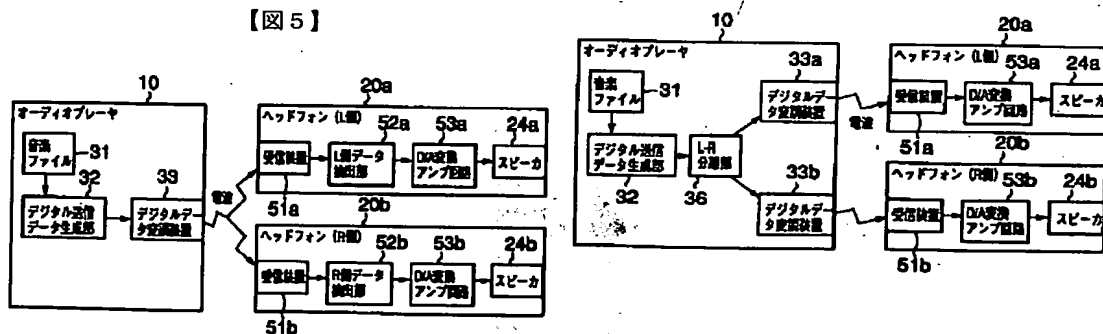 【図5】
10
オーディオプレーヤ
音楽
ファイル
31
32
デジタル送信
データ生成部
33
デジタルデー
タ変調装置
電波
20a
ヘッドフォン(L側)
52a
53a
24a
受信装置
L側データ
抽出部
D/A変換
アンプ回路
スピーカ
51a
20b
ヘッドフォン(R側)
52b
53b
24b
受信装置
R側データ
抽出部
D/A変換
アンプ回路
スピーカ
51b
10
オーディオプレーヤ
音楽
ファイル
31
デジタル送信
データ生成部
32
L-R
分離部
36
33a
デジタルデー
タ変調装置
33b
デジタルデー
タ変調装置
電波
20a
ヘッドフォン(L側)
53a
24a
受信装置
D/A変換
アンプ回路
スピーカ
51a
20b
ヘッドフォン(R側)
53b
24b
受信装置
D/A変換
アンプ回路
スピーカ
51b